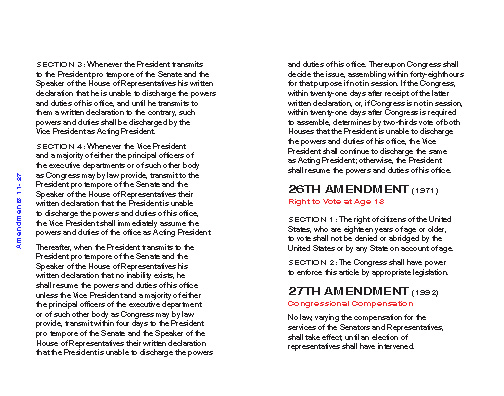 SECTION 3: Whenever the President transmits
to the President pro tempore of the Senate and the
Speaker of the House of Representatives his written
declaration that he is unable to discharge the powers
and duties of his office, and until he transmits to
them a written declaration to the contrary, such
powers and duties shall be discharged by the
Vice President as Acting President.
SECTION 4: Whenever the Vice President
and a majority of either the principal officers of
the executive departments or of such other body
as Congress may by law provide, transmit to the
President pro tempore of the Senate and the
Speaker of the House of Representatives their
written declaration that the President is unable
to discharge the powers and duties of his office,
the Vice President shall immediately assume the
powers and duties of the office as Acting President.
Thereafter, when the President transmits to the
President pro tempore of the Senate and the
Speaker of the House of Representatives his
written declaration that no inability exists, he
shall resume the powers and duties of his office
unless the Vice President and a majority of either
the principal officers of the executive department
or of such other body as Congress may by law
provide, transmit within four days to the President
pro tempore of the Senate and the Speaker of the
House of Representatives their written declaration
that the President is unable to discharge the powers
Amendments 11-27
and duties of his office. Thereupon Congress shall
decide the issue, assembling within forty-eight hours
for that purpose if not in session. If the Congress,
within twenty-one days after receipt of the latter
written declaration, or, if Congress is not in session,
within twenty-one days after Congress is required
to assemble, determines by two-thirds vote of both
Houses that the President is unable to discharge
the powers and duties of his office, the Vice
President shall continue to discharge the same
as Acting President; otherwise, the President
shall resume the powers and duties of his office.
26TH AMENDMENT (1971)
Right to Vote at Age 18
SECTION 1: The right of citizens of the United
States, who are eighteen years of age or older,
to vote shall not be denied or abridged by the
United States or by any State on account of age.
SECTION 2: The Congress shall have power
to enforce this article by appropriate legislation.
27TH AMENDMENT (1992)
Congressional Compensation
No law, varying the compensation for the
services of the Senators and Representatives,
shall take effect, until an election of
representatives shall have intervened.